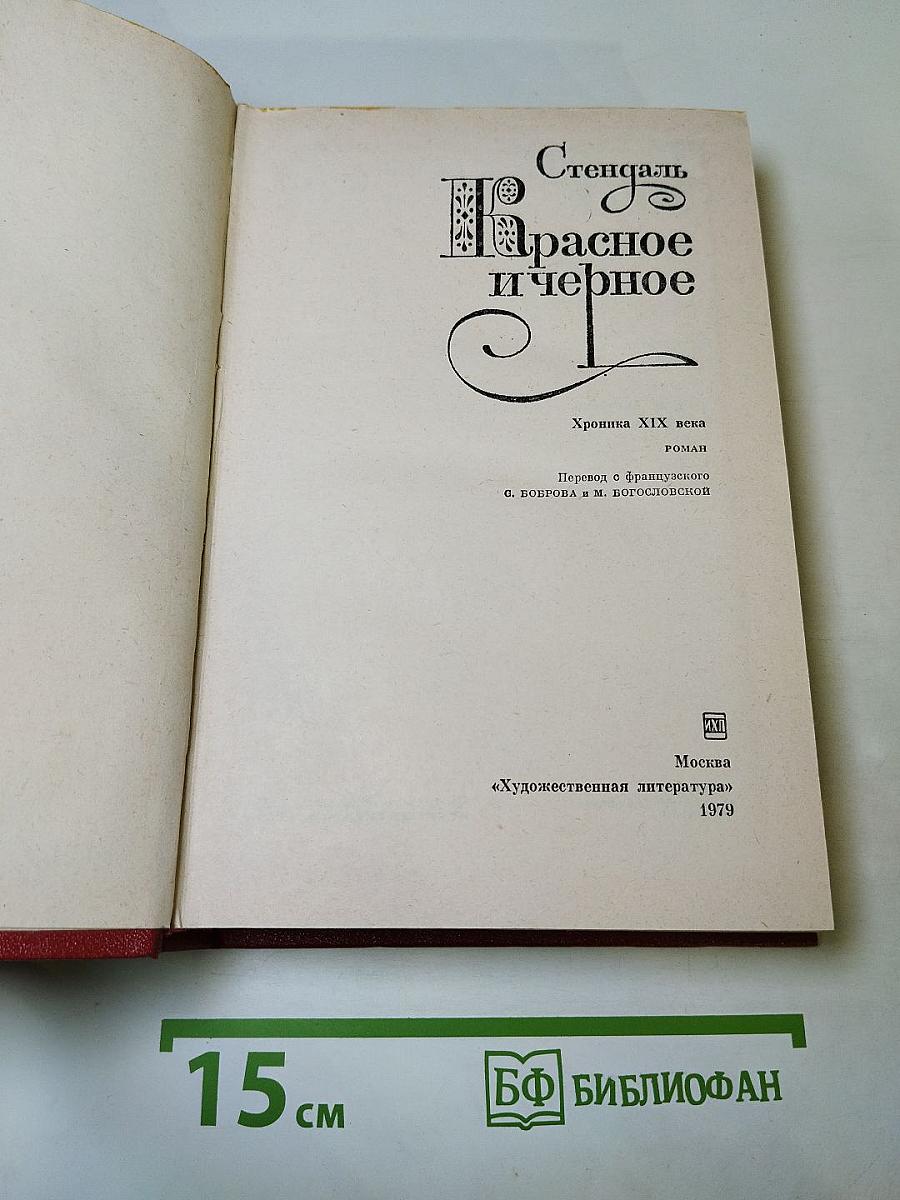 Стендаль
Красное
и черное
Хроника XIX века
РОМАН
Перевод с французского
С. БОБРОВА и М. БОГОСЛОВСКОЙ
ИХЛ
Москва
«Художественная литература»
1979
15 см
БФ БИБЛИОФАН